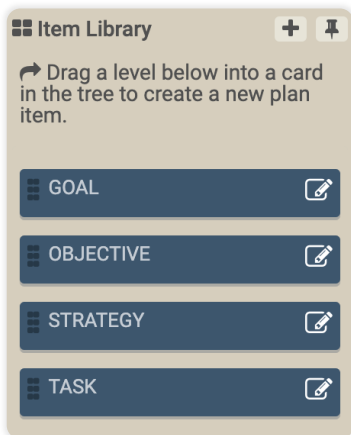 Item Library
Drag a level below into a card
in the tree to create a new plan
item.
GOAL
OBJECTIVE
STRATEGY
TASK